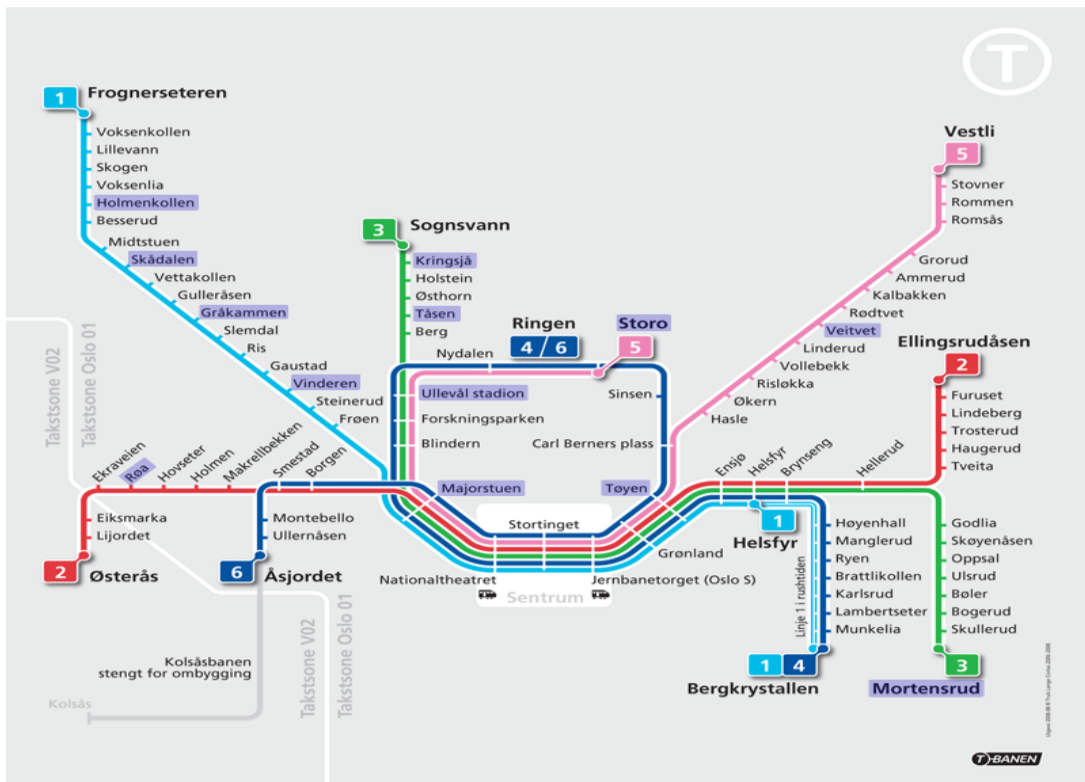 T
1 Frognerseteren
Voksenkollen
Lillevann
Skogen
Voksenlia
Holmenkollen
Besserud
Midtstuen
Skådalen
Vettakollen
Gulleråsen
Gråkammen
Slemdal
Ris
Gaustad
Vinderen
Steinerud
Frøen
3 Sognsvann
Kringsjå
Holstein
Østhorn
Tåsen
Berg
Ringen
4 / 6
Storo
5
Nydalen
Ullevål stadion
Forskningsparken
Blindern
Sinsen
Carl Berners plass
Vestli
5
Stovner
Rommen
Romsås
Grorud
Ammerud
Kalbakken
Rødtvet
Veitvet
Linderud
Vollebekk
Risløkka
Økern
Hasle
Ellingsrudåsen
2
Furuset
Lindeberg
Trosterud
Haugerud
Tveita
Takstsone V02
Takstsone Oslo 01
Ekraveien
Røa
Hovseter
Holmen
Makrellbekken
Smestad
Borgen
Eiksmarka
Lijordet
2 Østerås
Montebello
Ullernåsen
6 Åsjordet
Majorstuen
Tøyen
Stortinget
Nationaltheatret
Jernbanetorget (Oslo S)
Sentrum
Grønland
Ensjø
Helsfyr
Brynseng
Hellerud
1
Helsfyr
Linje 1 i rushtiden
Høyenhall
Manglerud
Ryen
Brattlikollen
Karlsrud
Lambertseter
Munkelia
1 4
Bergkrystallen
Godlia
Skøyenåsen
Oppsal
Ulsrud
Bøler
Bogerud
Skullerud
3
Mortensrud
Kolsåsbanen
stengt for ombygging
Kolsås
Takstsone V02
Takstsone Oslo 01
T-BANEN